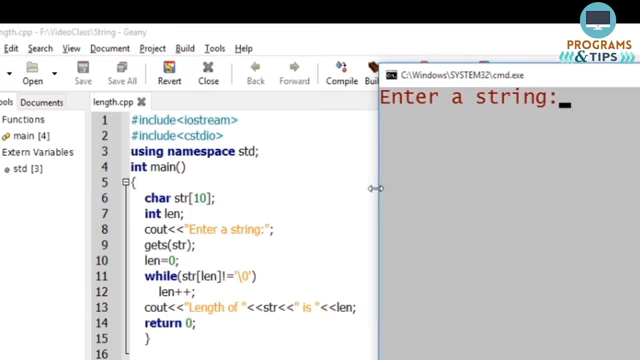 length.cpp - F:\VideoClass\String - Geany
Edit Search View Document Project Build Tools
Open Save Save All Revert Close Back Forward Compile
PROGRAMS
& TIPS
C:\Windows\SYSTEM32\cmd.exe
Enter a string:
Documents
length.cpp
Functions
main [4]
Extern Variables
std [3]
1 #include<iostream>
2 #include<cstdio>
3 using namespace std;
4 int main()
5 {
6 char str[10];
7 int len;
8 cout<<"Enter a string:";
9 gets(str);
10 len=0;
11 while(str[len]!='\0')
12 len++;
13 cout<<"Length of "<<str<<" is "<<len;
14 return 0;
15 }
16